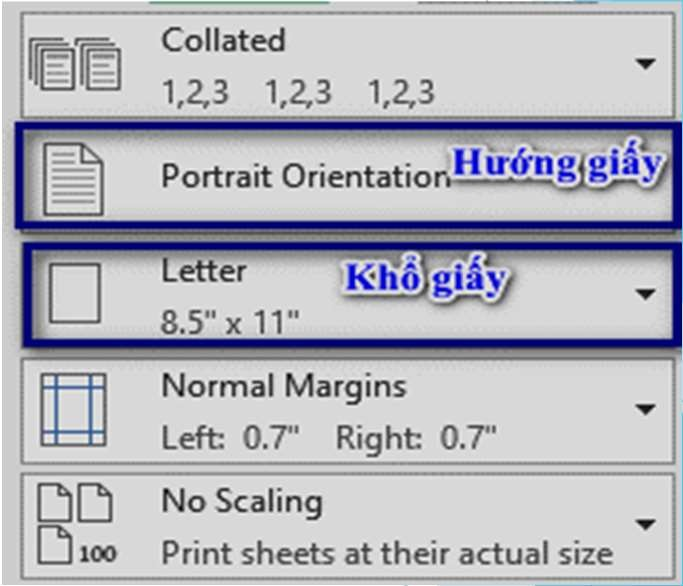 Collated
1,2,3 1,2,3 1,2,3
Portrait Orientation
Hướng giấy
Letter
Khổ giấy
8.5" x 11"
Normal Margins
Left: 0.7" Right: 0.7"
No Scaling
100
Print sheets at their actual size